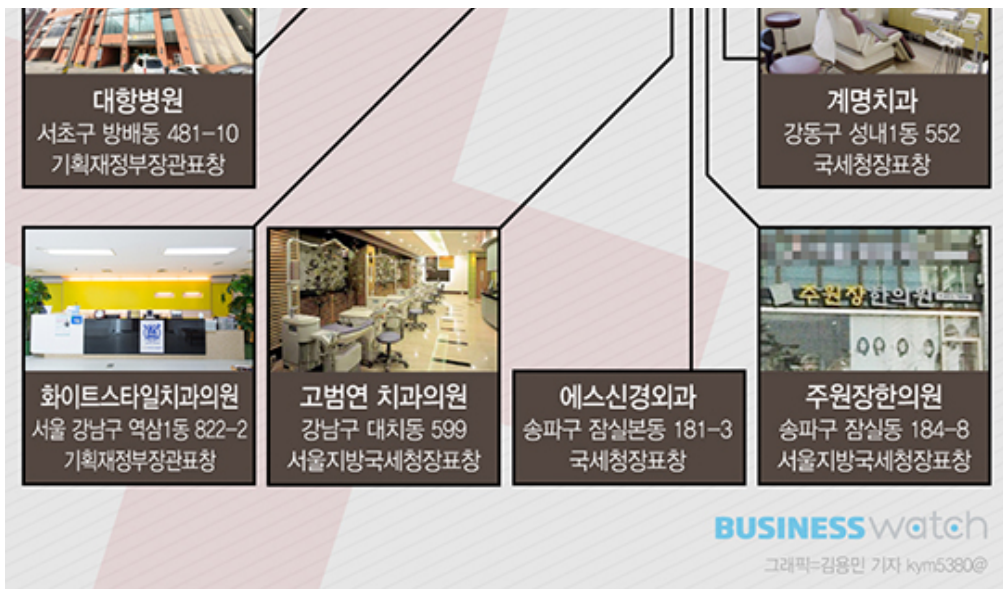 대항병원
서초구 방배동 481-10
기획재정부장관표창
계명치과
강동구 성내1동 552
국세청장표창
화이트스타일치과의원
서울 강남구 역삼1동 822-2
기획재정부장관표창
고범연 치과의원
강남구 대치동 599
서울지방국세청장표창
에스신경외과
송파구 잠실본동 181-3
국세청장표창
주원장한의원
주원장한의원
송파구 잠실동 184-8
서울지방국세청장표창
BUSINESS watch
그래픽=김용민 기자 kym5380@